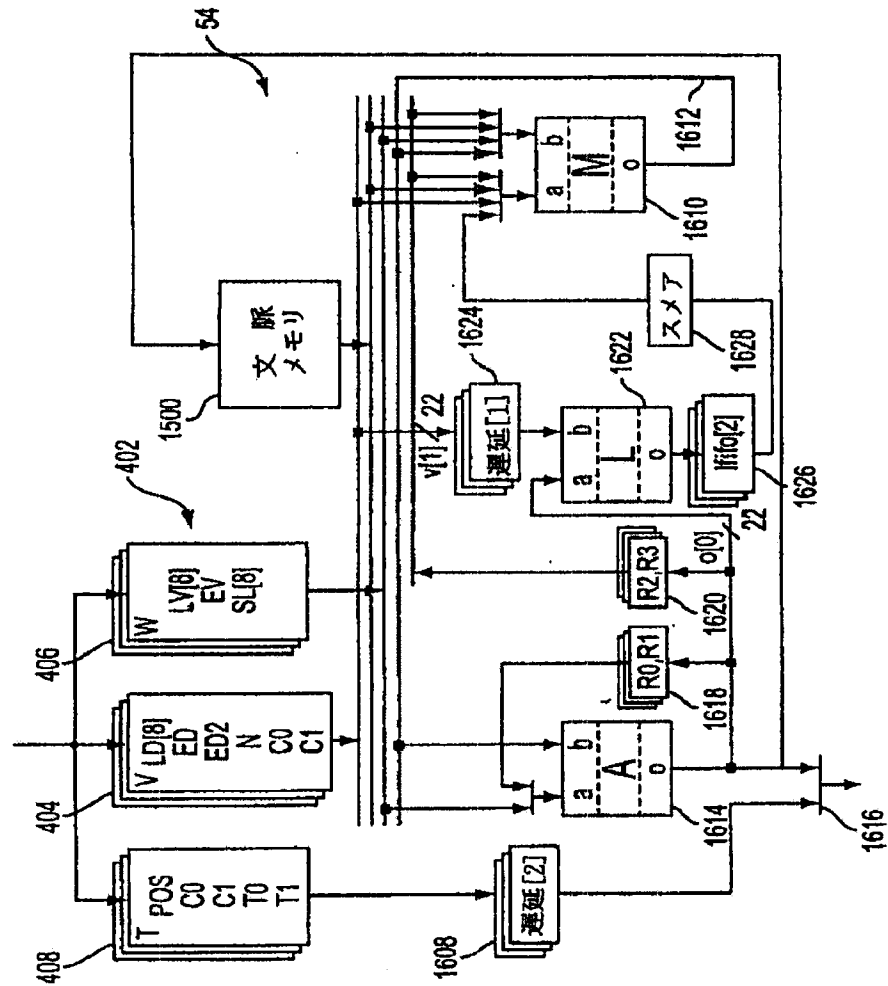 54
402
408
T
POS
C0
C1
T0
T1
404
V
LD[8]
ED
ED2
N
C0
C1
406
W
LV[8]
EV
SL[8]
1500
文脈
メモリ
1608
遅延[2]
a
b
A
o
1614
1616
R0,R1
1618
R2,R3
1620
o[0]
22
v[1]
22
遅延[1]
1624
a
b
L
o
1622
lfifo[2]
1626
スメア
1628
a
b
M
o
1610
1612